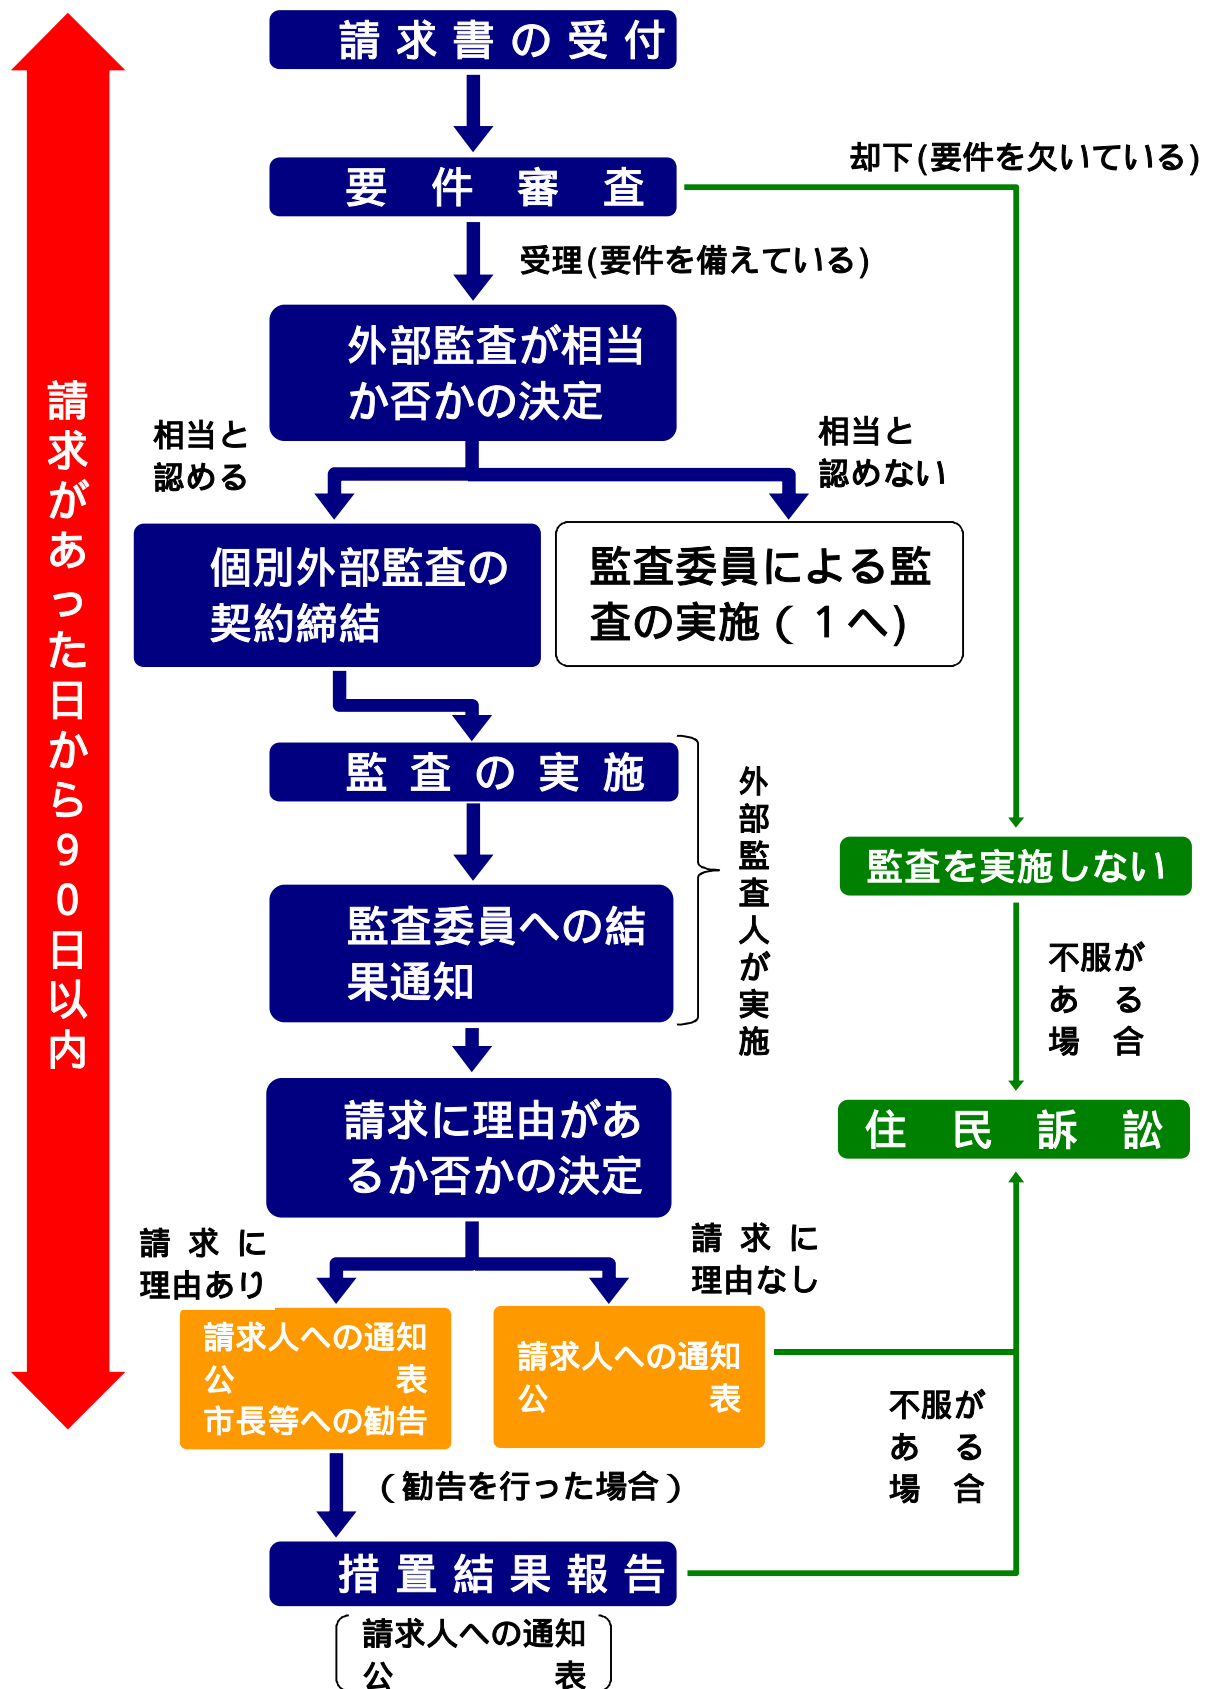 請求書の受付
要件審査
却下(要件を欠いている)
受理(要件を備えている)
外部監査が相当
か否かの決定
相当と
認める
相当と
認めない
請求があった日から90日以内
個別外部監査の
契約締結
監査委員による監
査の実施(1へ)
監査の実施
外部監査人が実施
監査委員への結
果通知
監査を実施しない
不服が
ある
場合
請求に理由があ
るか否かの決定
住民訴訟
請求に
理由あり
請求に
理由なし
請求人への通知
公表
市長等への勧告
請求人への通知
公表
不服が
ある
場合
(勧告を行った場合)
措置結果報告
請求人への通知
公表